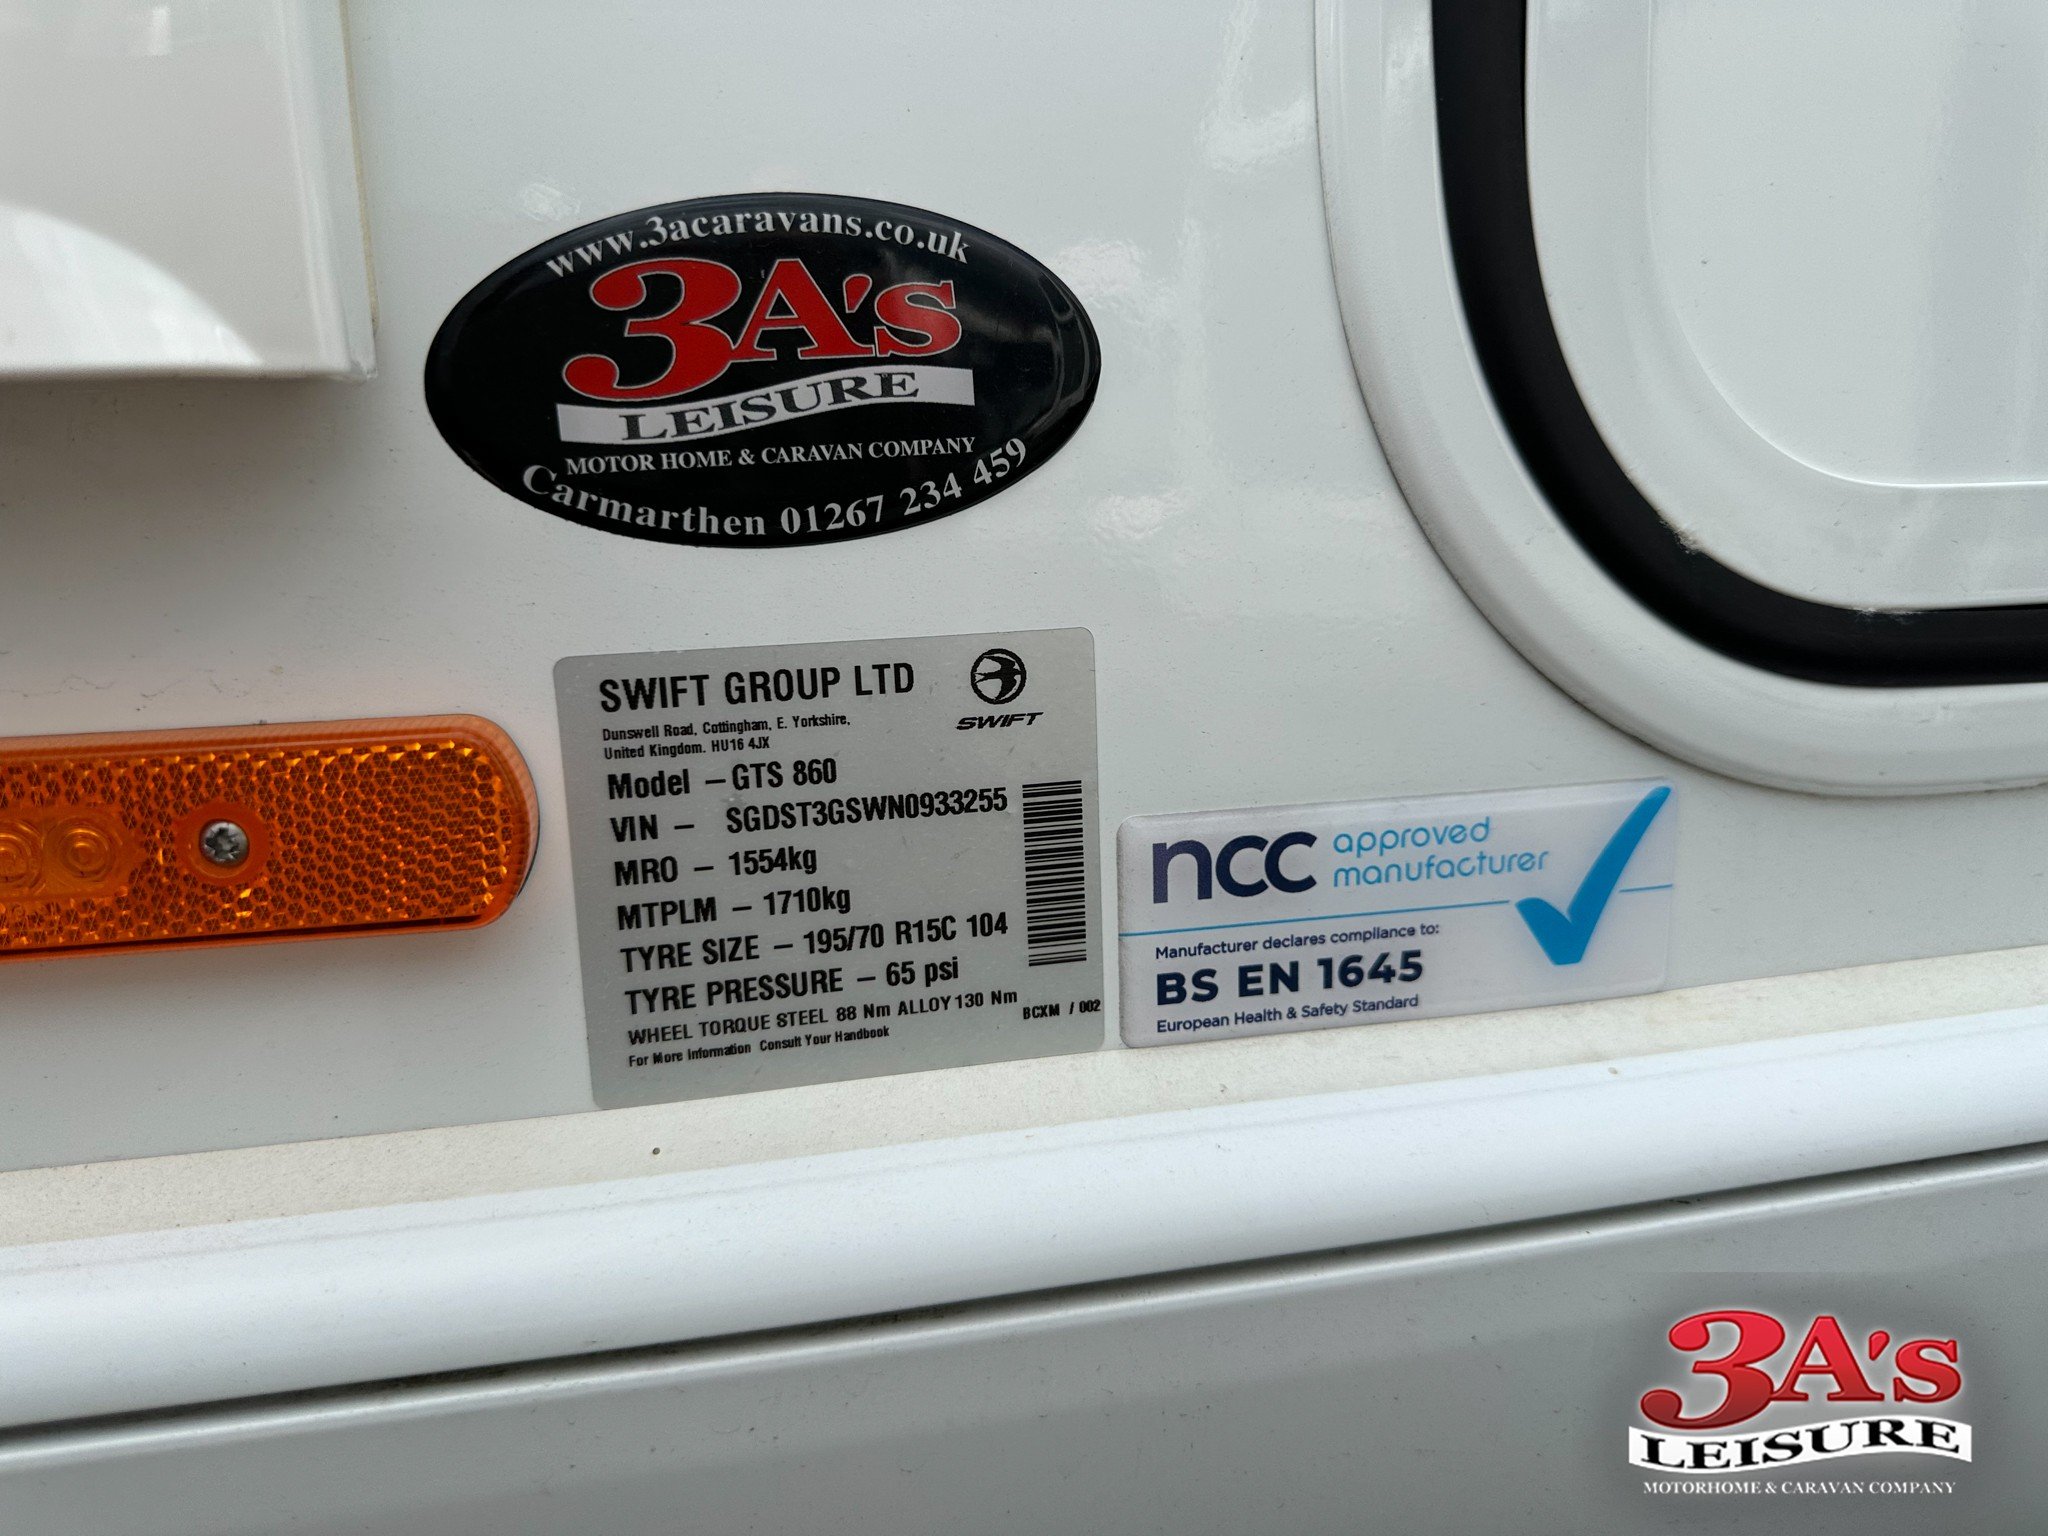 www.3acaravans.co.uk
3A's
LEISURE
MOTOR HOME & CARAVAN COMPANY
Carmarthen 01267 234 459
SWIFT GROUP LTD
SWIFT
Dunswell Road, Cottingham, E. Yorkshire,
United Kingdom. HU16 4JX
Model – GTS 860
VIN – SGDST3GSWN0933255
MRO – 1554kg
MTPLM – 1710kg
TYRE SIZE – 195/70 R15C 104
TYRE PRESSURE – 65 psi
WHEEL TORQUE STEEL 88 Nm ALLOY 130 Nm
BCXM / 002
For More Information Consult Your Handbook
ncc approved
manufacturer
Manufacturer declares compliance to:
BS EN 1645
European Health & Safety Standard
3A's
LEISURE
MOTORHOME & CARAVAN COMPANY